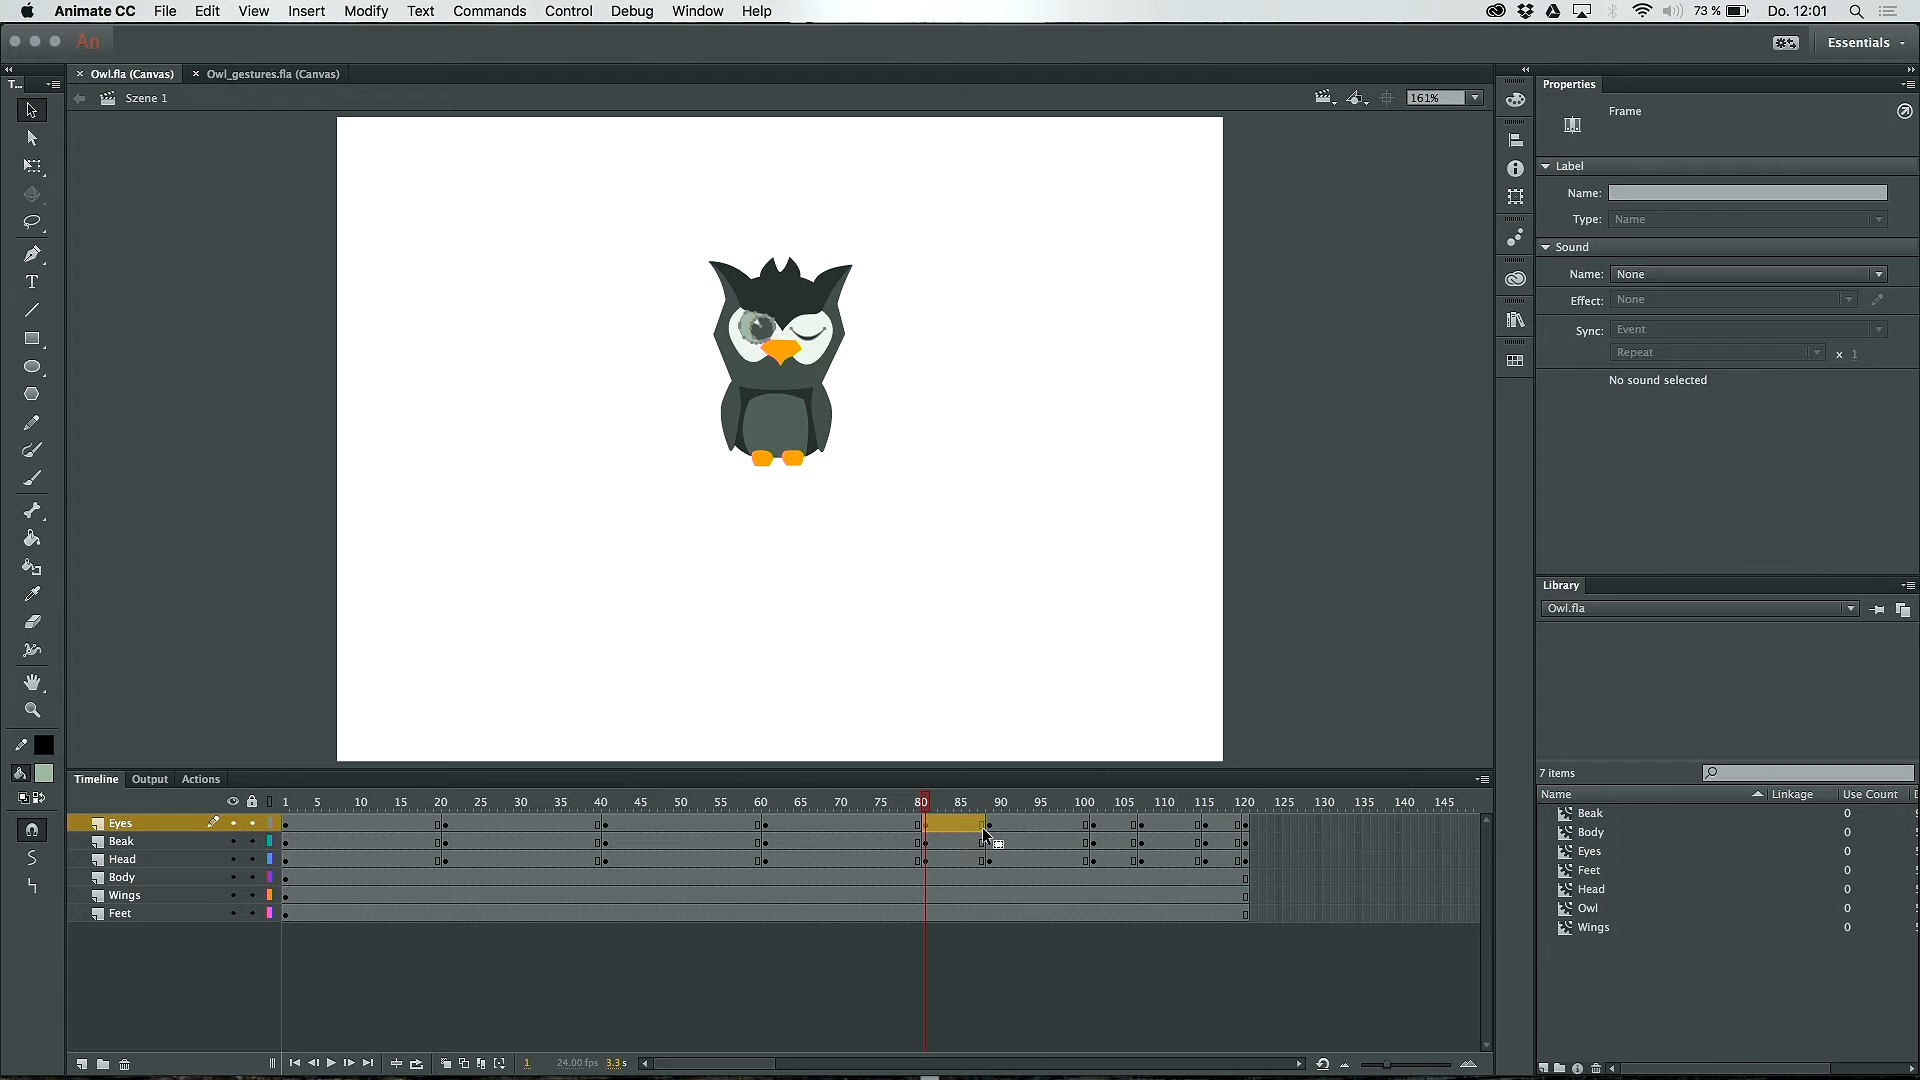 Animate CC File Edit View Insert Modify Text Commands Control Debug Window Help 73 % Do. 12:01
An Essentials
Owl.fla (Canvas) Owl_gestures.fla (Canvas)
T...
Szene 1 161%
Properties
Frame
Label
Name:
Type: Name
Sound
Name: None
Effect: None
Sync: Event
Repeat x 1
No sound selected
Library
Owl.fla
7 items
Name Linkage Use Count
Beak 0
Body 0
Eyes 0
Feet 0
Head 0
Owl 0
Wings 0
Timeline Output Actions
1 5 10 15 20 25 30 35 40 45 50 55 60 65 70 75 80 85 90 95 100 105 110 115 120 125 130 135 140 145
Eyes
Beak
Head
Body
Wings
Feet
1 24.00 fps 3.3 s